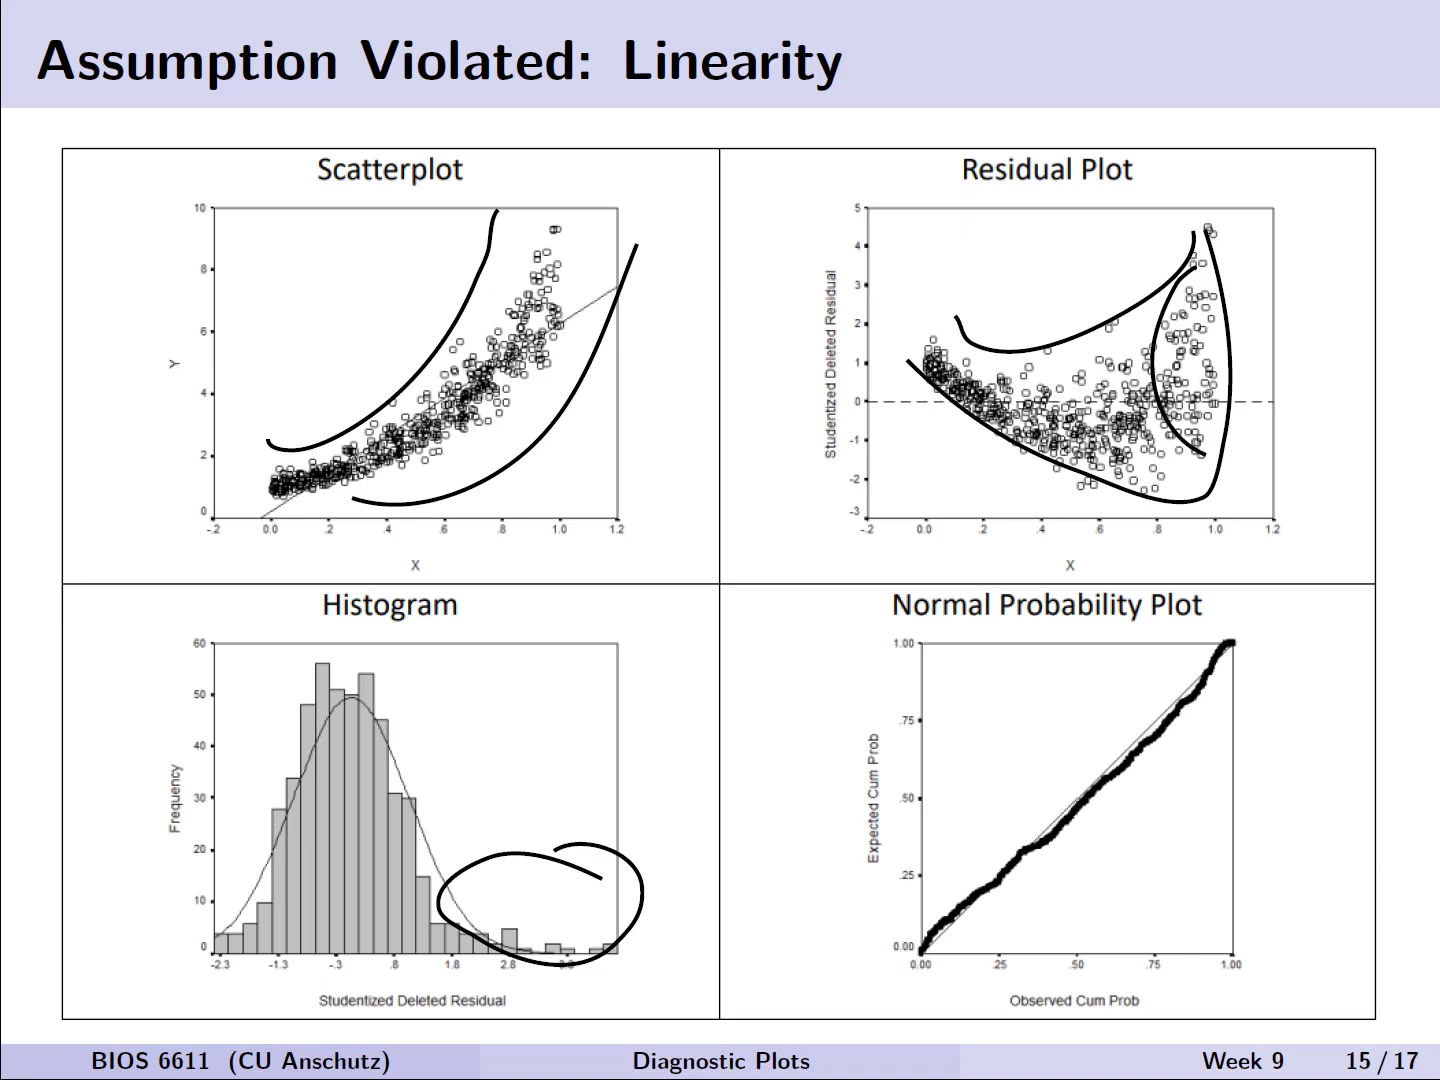 Assumption Violated: Linearity
Scatterplot
10
8
6
4
2
0
-.2 0.0 .2 .4 .6 .8 1.0 1.2
Y
X
Residual Plot
5
4
3
2
1
0
-1
-2
-3
-.2 0.0 .2 .4 .6 .8 1.0 1.2
Studentized Deleted Residual
X
Histogram
60
50
40
30
20
10
0
-2.3 -1.3 -.3 .8 1.8 2.8
Frequency
Studentized Deleted Residual
Normal Probability Plot
1.00
.75
.50
.25
0.00
0.00 .25 .50 .75 1.00
Expected Cum Prob
Observed Cum Prob
BIOS 6611 (CU Anschutz) Diagnostic Plots Week 9 15 / 17